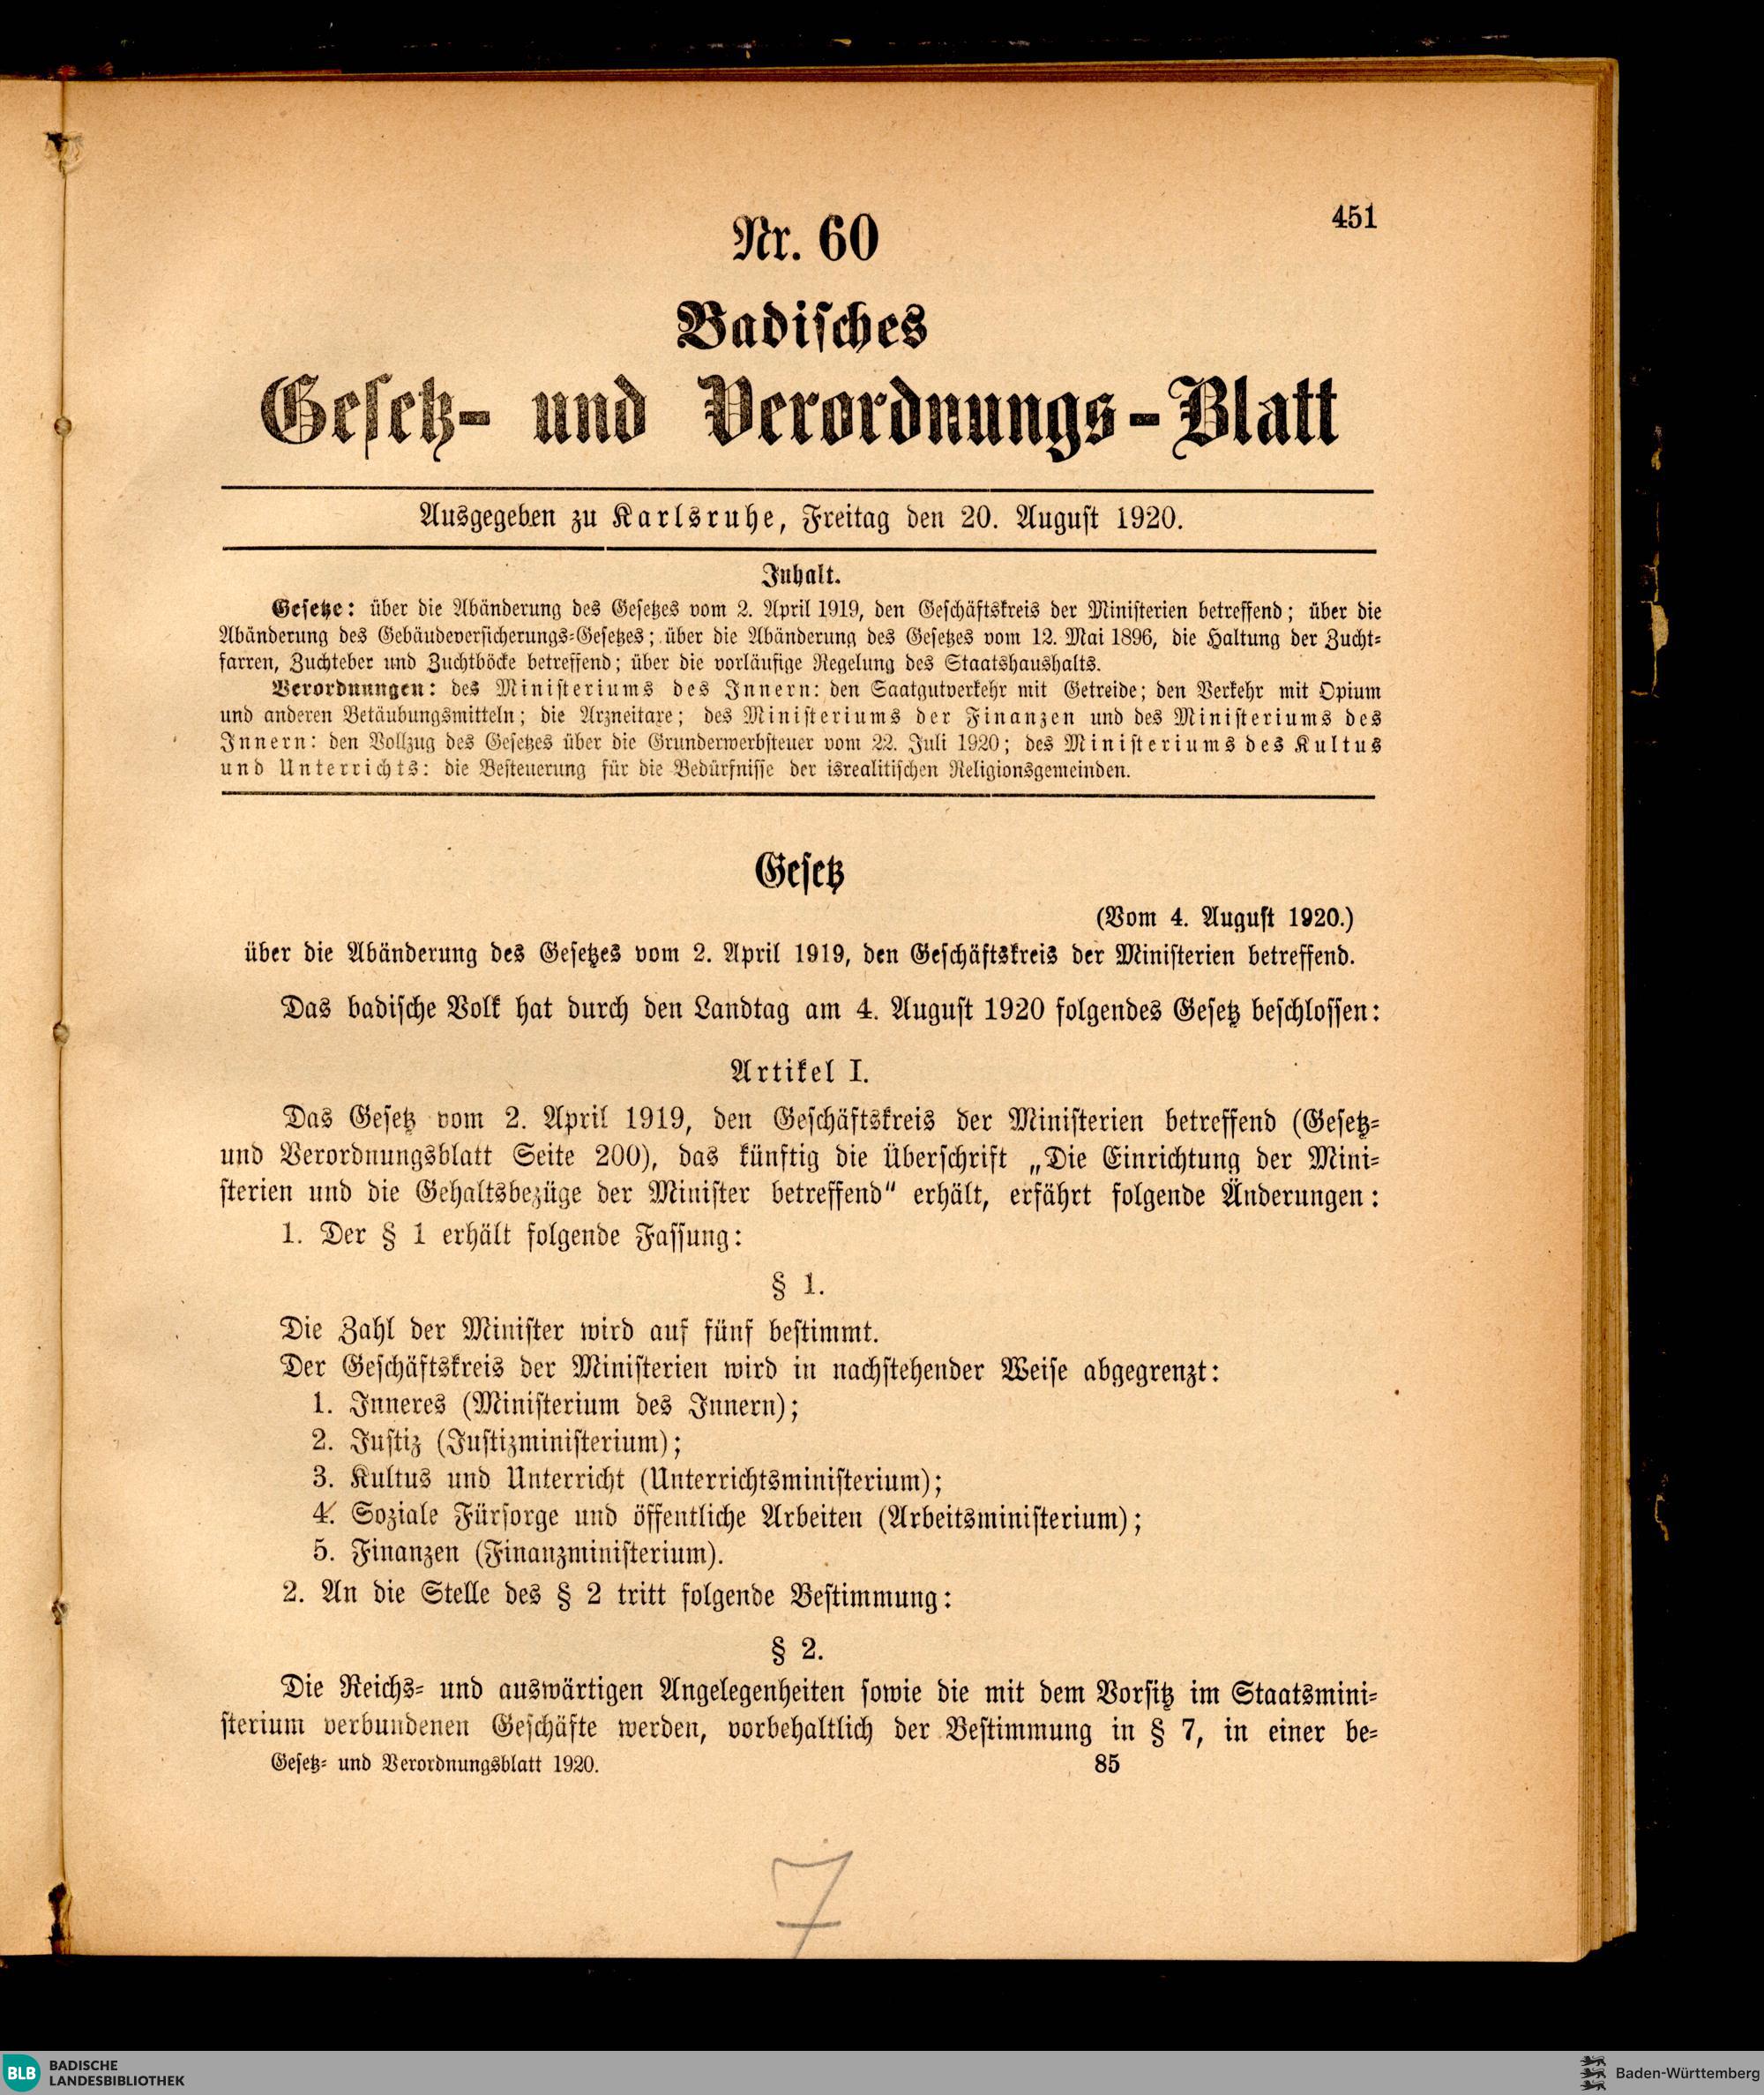 451
Nr. 60
Badisches
Gesetz- und Verordnungs-Blatt
Ausgegeben zu Karlsruhe, Freitag den 20. August 1920.
Inhalt.
Gesetze: über die Abänderung des Gesetzes vom 2. April 1919, den Geschäftskreis der Ministerien betreffend; über die
Abänderung des Gebäudeversicherungs-Gesetzes; über die Abänderung des Gesetzes vom 12. Mai 1896, die Haltung der Zucht-
farren, Zuchteber und Zuchtböcke betreffend; über die vorläufige Regelung des Staatshaushalts.
Verordnungen: des Ministeriums des Innern: den Saatgutverkehr mit Getreide; den Verkehr mit Opium
und anderen Betäubungsmitteln; die Arzneitaxe; des Ministeriums der Finanzen und des Ministeriums des
Innern: den Vollzug des Gesetzes über die Grunderwerbsteuer vom 22. Juli 1920; des Ministeriums des Kultus
und Unterrichts: die Besteuerung für die Bedürfnisse der isrealitischen Religionsgemeinden.
Gesetz
(Vom 4. August 1920.)
über die Abänderung des Gesetzes vom 2. April 1919, den Geschäftskreis der Ministerien betreffend.
Das badische Volk hat durch den Landtag am 4. August 1920 folgendes Gesetz beschlossen:
Artikel I.
Das Gesetz vom 2. April 1919, den Geschäftskreis der Ministerien betreffend (Gesetz-
und Verordnungsblatt Seite 200), das künftig die Überschrift „Die Einrichtung der Mini-
sterien und die Gehaltsbezüge der Minister betreffend“ erhält, erfährt folgende Änderungen:
1. Der § 1 erhält folgende Fassung:
§ 1.
Die Zahl der Minister wird auf fünf bestimmt.
Der Geschäftskreis der Ministerien wird in nachstehender Weise abgegrenzt:
1. Inneres (Ministerium des Innern);
2. Justiz (Justizministerium);
3. Kultus und Unterricht (Unterrichtsministerium);
4. Soziale Fürsorge und öffentliche Arbeiten (Arbeitsministerium);
5. Finanzen (Finanzministerium).
2. An die Stelle des § 2 tritt folgende Bestimmung:
§ 2.
Die Reichs- und auswärtigen Angelegenheiten sowie die mit dem Vorsitz im Staatsmini-
sterium verbundenen Geschäfte werden, vorbehaltlich der Bestimmung in § 7, in einer be-
Gesetz- und Verordnungsblatt 1920. 85
7
BLB BADISCHE
LANDESBIBLIOTHEK
Baden-Württemberg